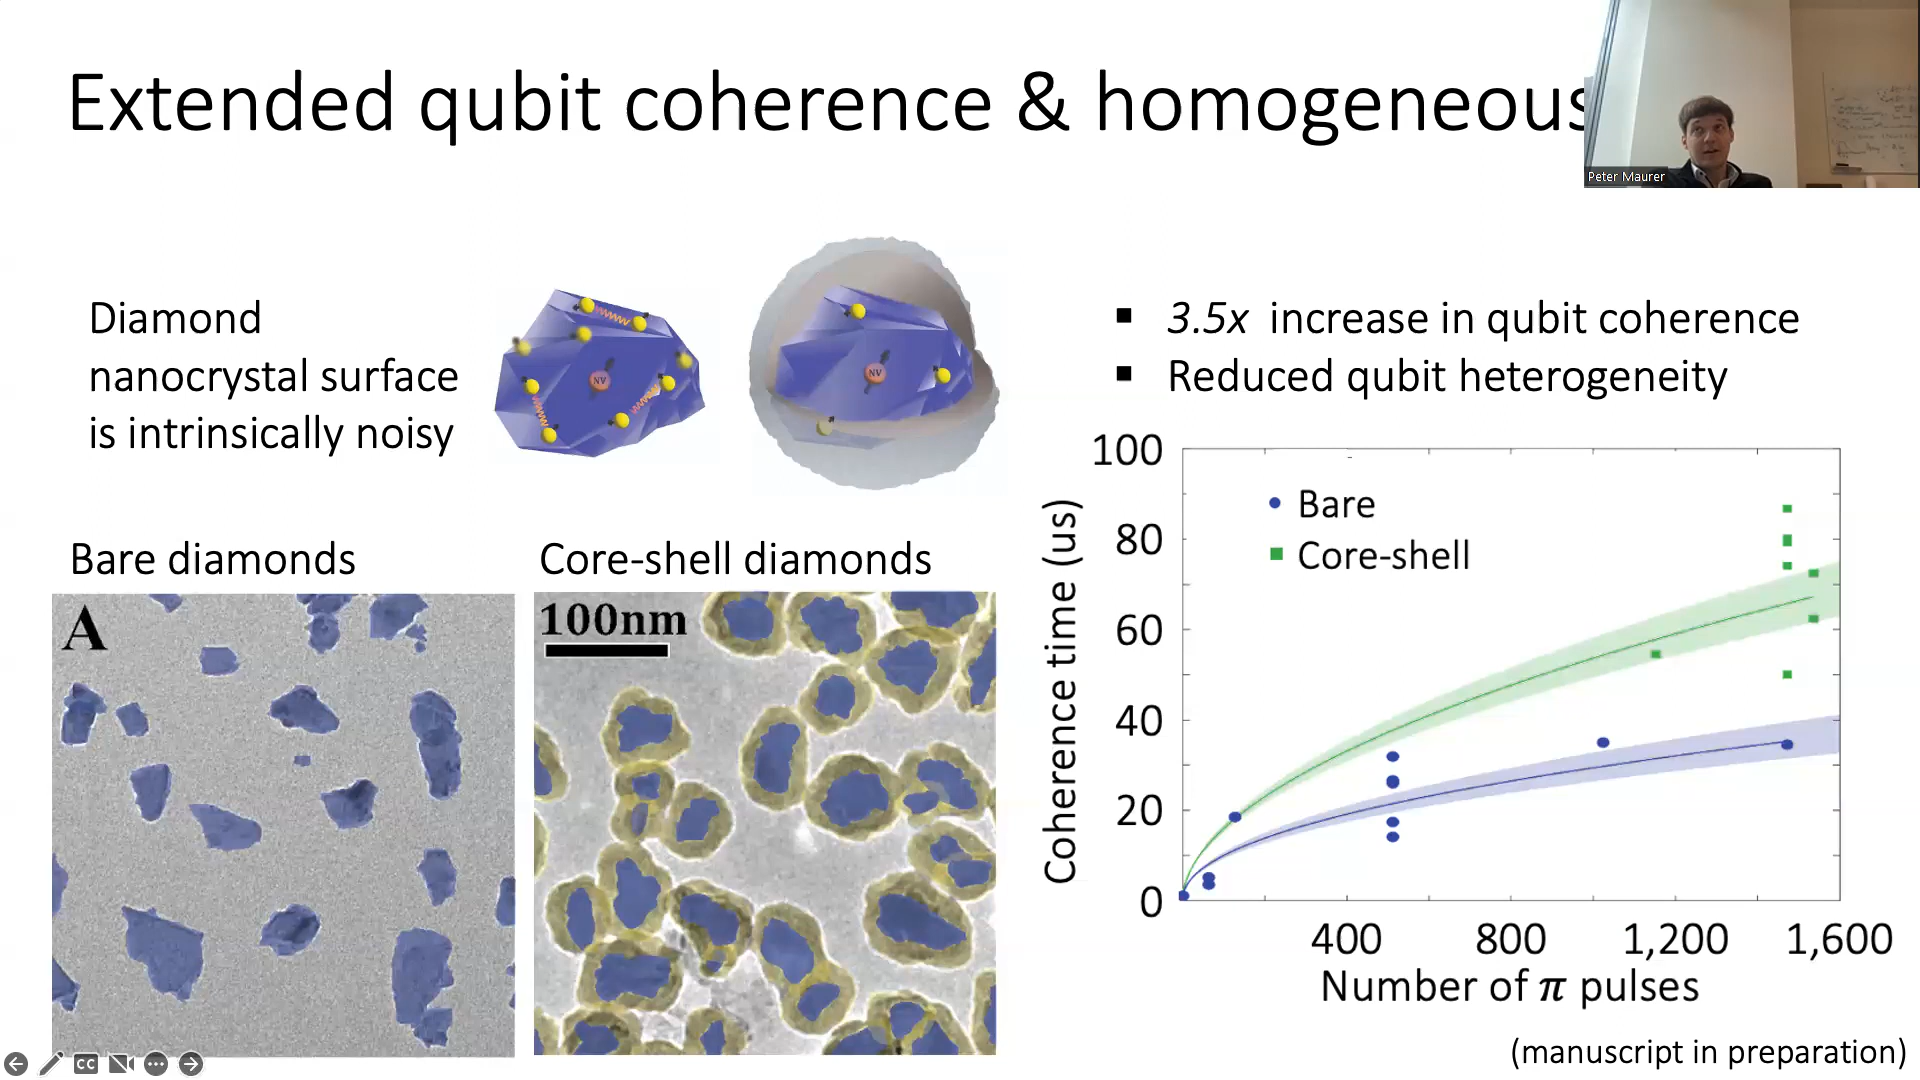 Extended qubit coherence & homogeneous
Peter Maurer
Diamond
nanocrystal surface
is intrinsically noisy
NV
NV
▪ 3.5x increase in qubit coherence
▪ Reduced qubit heterogeneity
Bare diamonds
Core-shell diamonds
A
100nm
Coherence time (us)
100
80
60
40
20
0
Bare
Core-shell
400 800 1,200 1,600
Number of π pulses
(manuscript in preparation)
CC